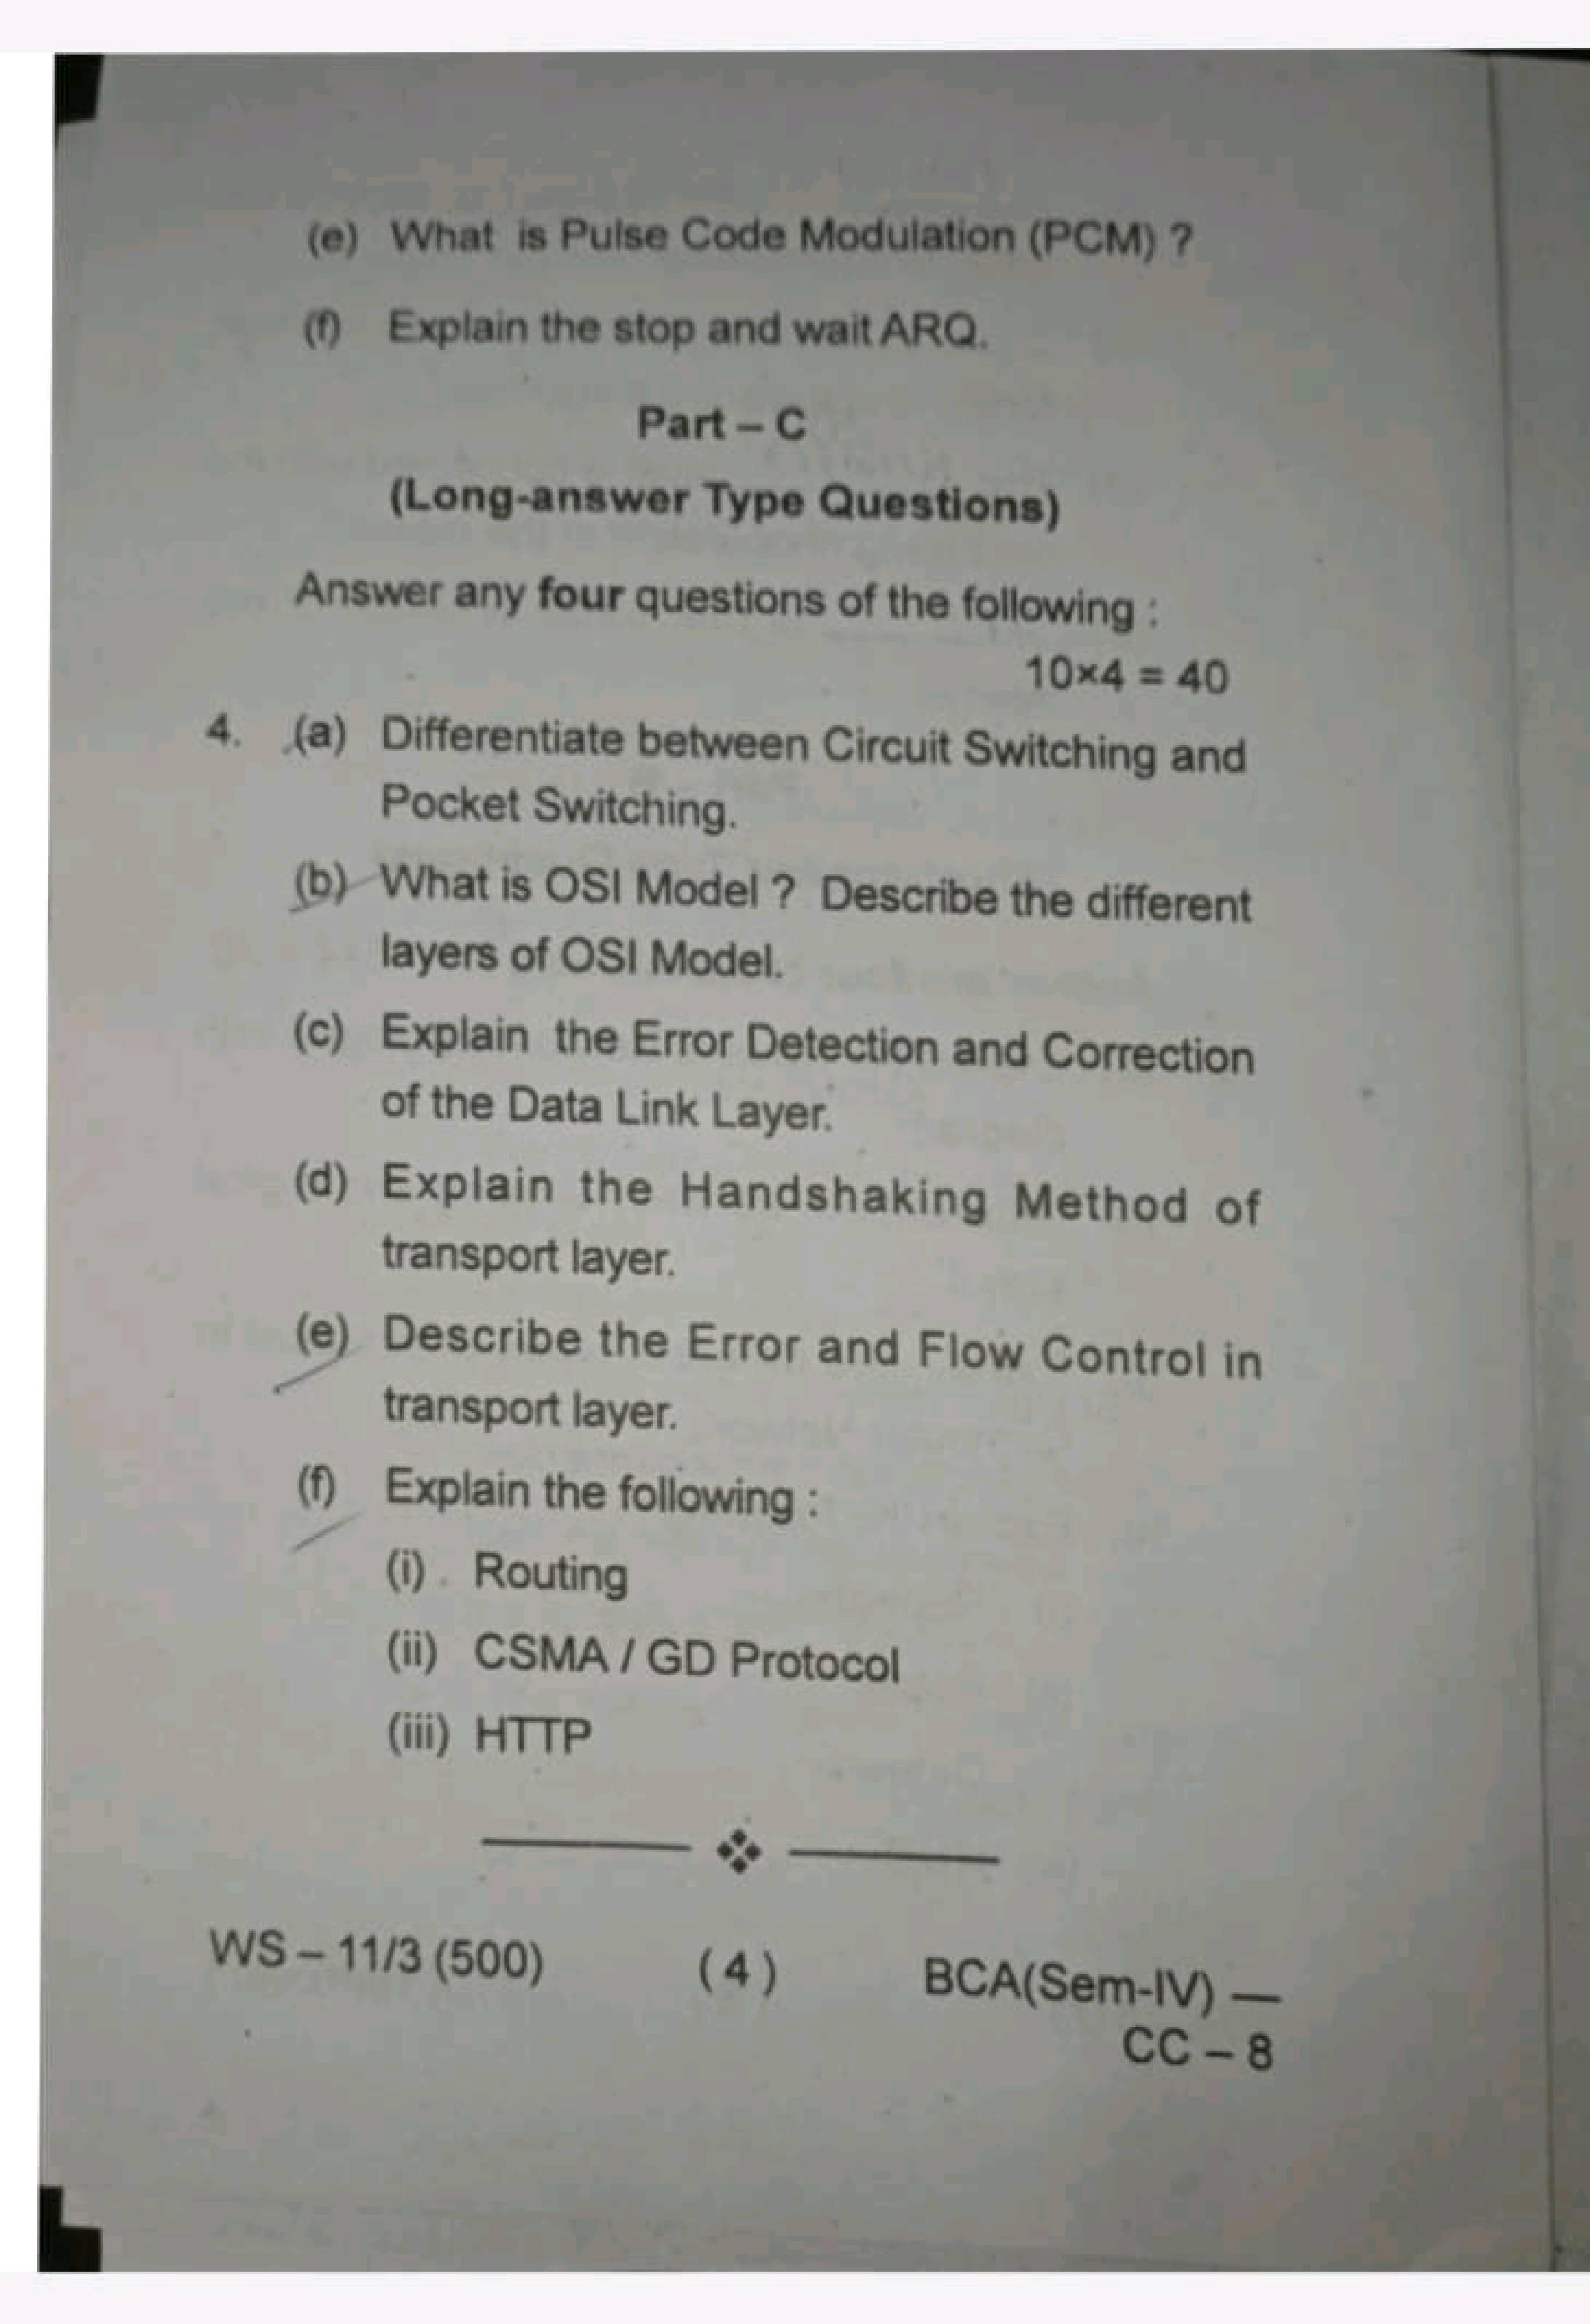 (e) What is Pulse Code Modulation (PCM) ?
(f) Explain the stop and wait ARQ.
Part – C
(Long-answer Type Questions)
Answer any four questions of the following :
10×4 = 40
4. (a) Differentiate between Circuit Switching and
Pocket Switching.
(b) What is OSI Model ? Describe the different
layers of OSI Model.
(c) Explain the Error Detection and Correction
of the Data Link Layer.
(d) Explain the Handshaking Method of
transport layer.
(e) Describe the Error and Flow Control in
transport layer.
(f) Explain the following :
(i) Routing
(ii) CSMA / GD Protocol
(iii) HTTP
WS – 11/3 (500) (4) BCA(Sem-IV) —
CC – 8